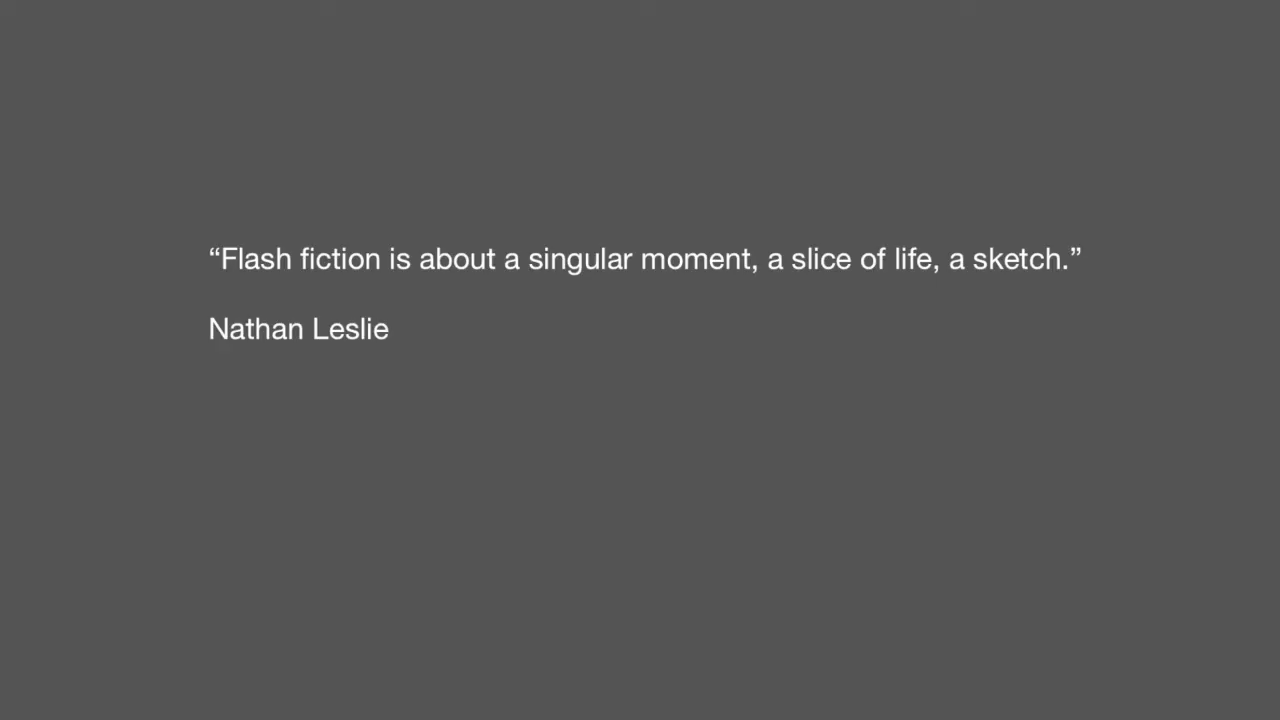 “Flash fiction is about a singular moment, a slice of life, a sketch.”
Nathan Leslie